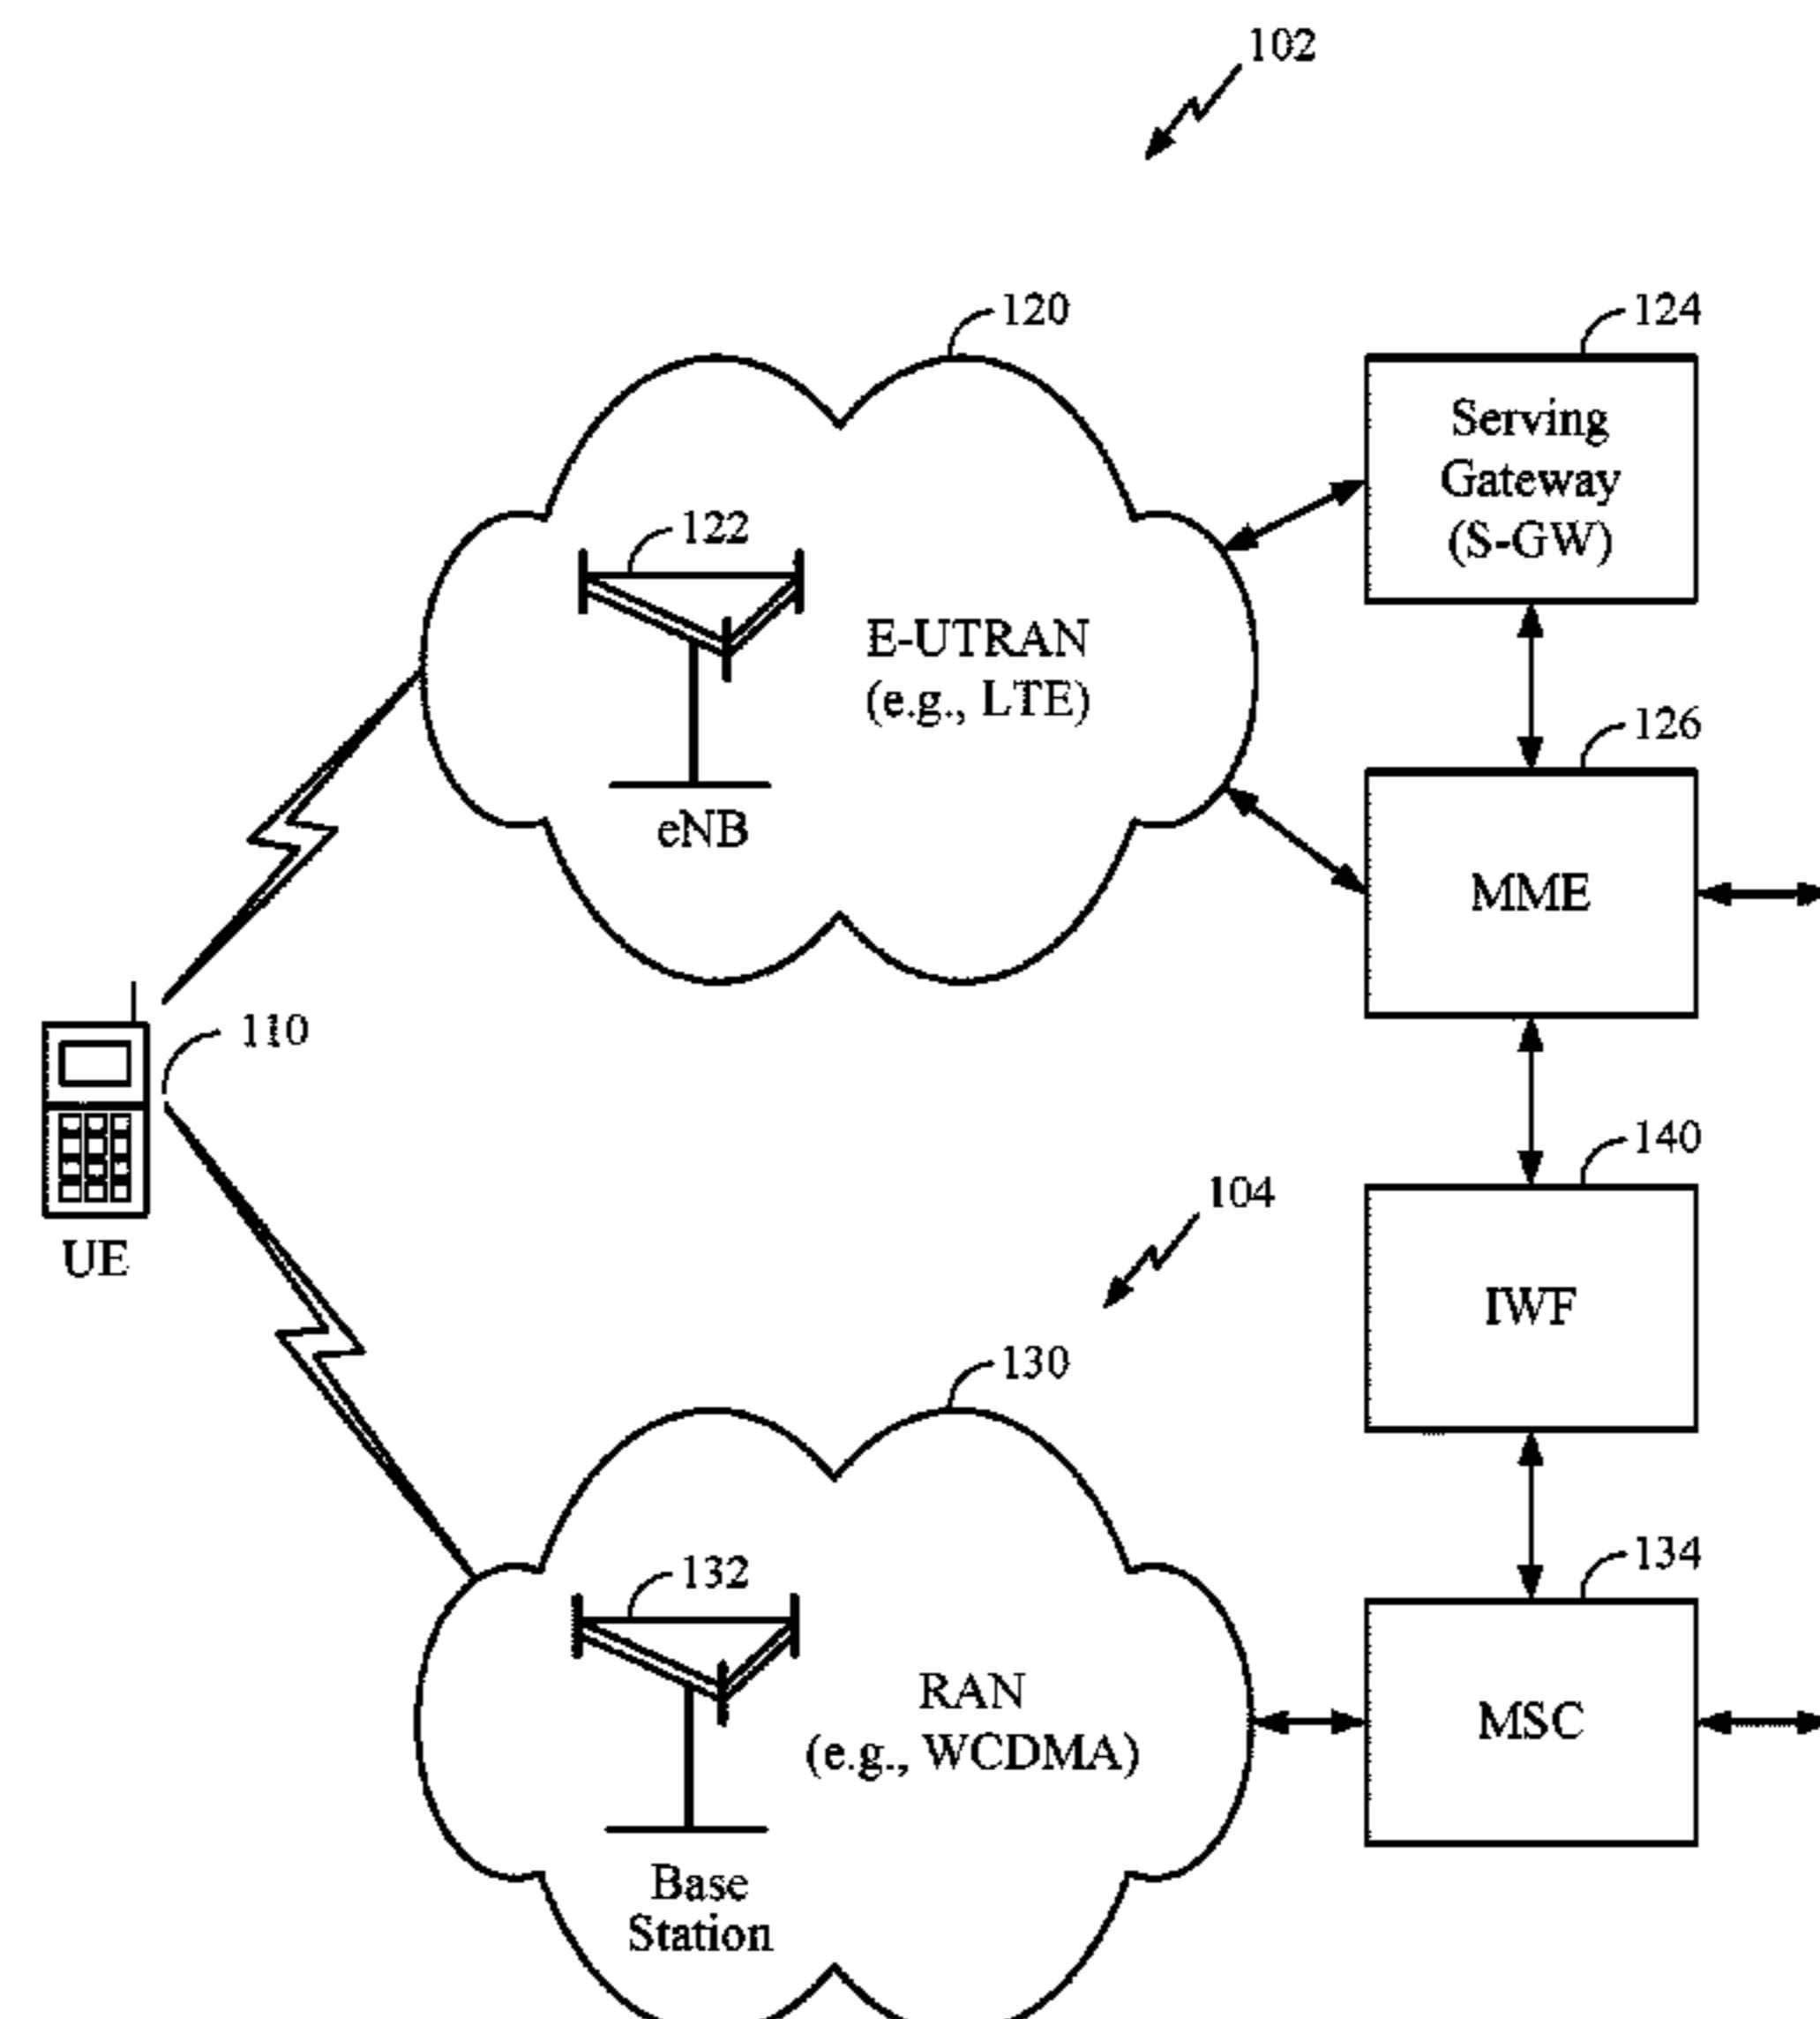 102
120
124
Serving
Gateway
(S-GW)
122
E-UTRAN
(e.g., LTE)
eNB
126
MME
110
UE
140
IWF
104
130
134
MSC
132
RAN
(e.g., WCDMA)
Base
Station